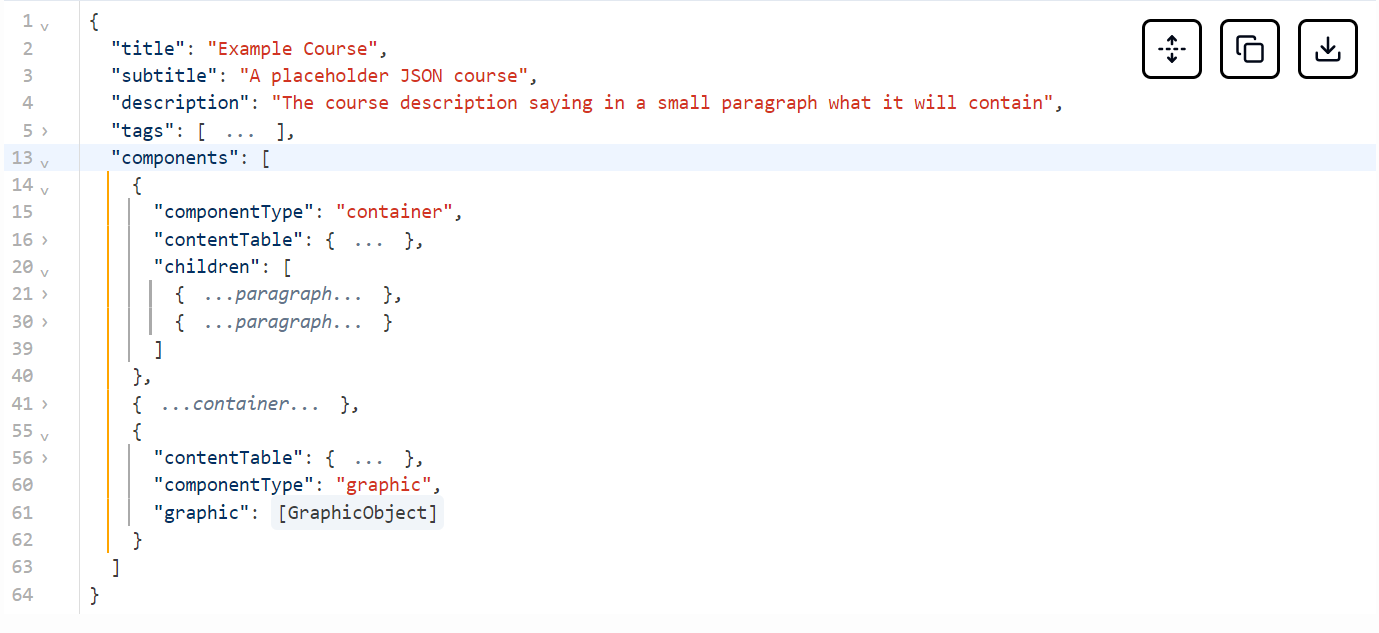 1 {
2 "title": "Example Course",
3 "subtitle": "A placeholder JSON course",
4 "description": "The course description saying in a small paragraph what it will contain",
5 "tags": [ ... ],
13 "components": [
14 {
15 "componentType": "container",
16 "contentTable": { ... },
20 "children": [
21 { ...paragraph... },
30 { ...paragraph... }
39 ]
40 },
41 { ...container... },
55 {
56 "contentTable": { ... },
60 "componentType": "graphic",
61 "graphic": [GraphicObject]
62 }
63 ]
64 }